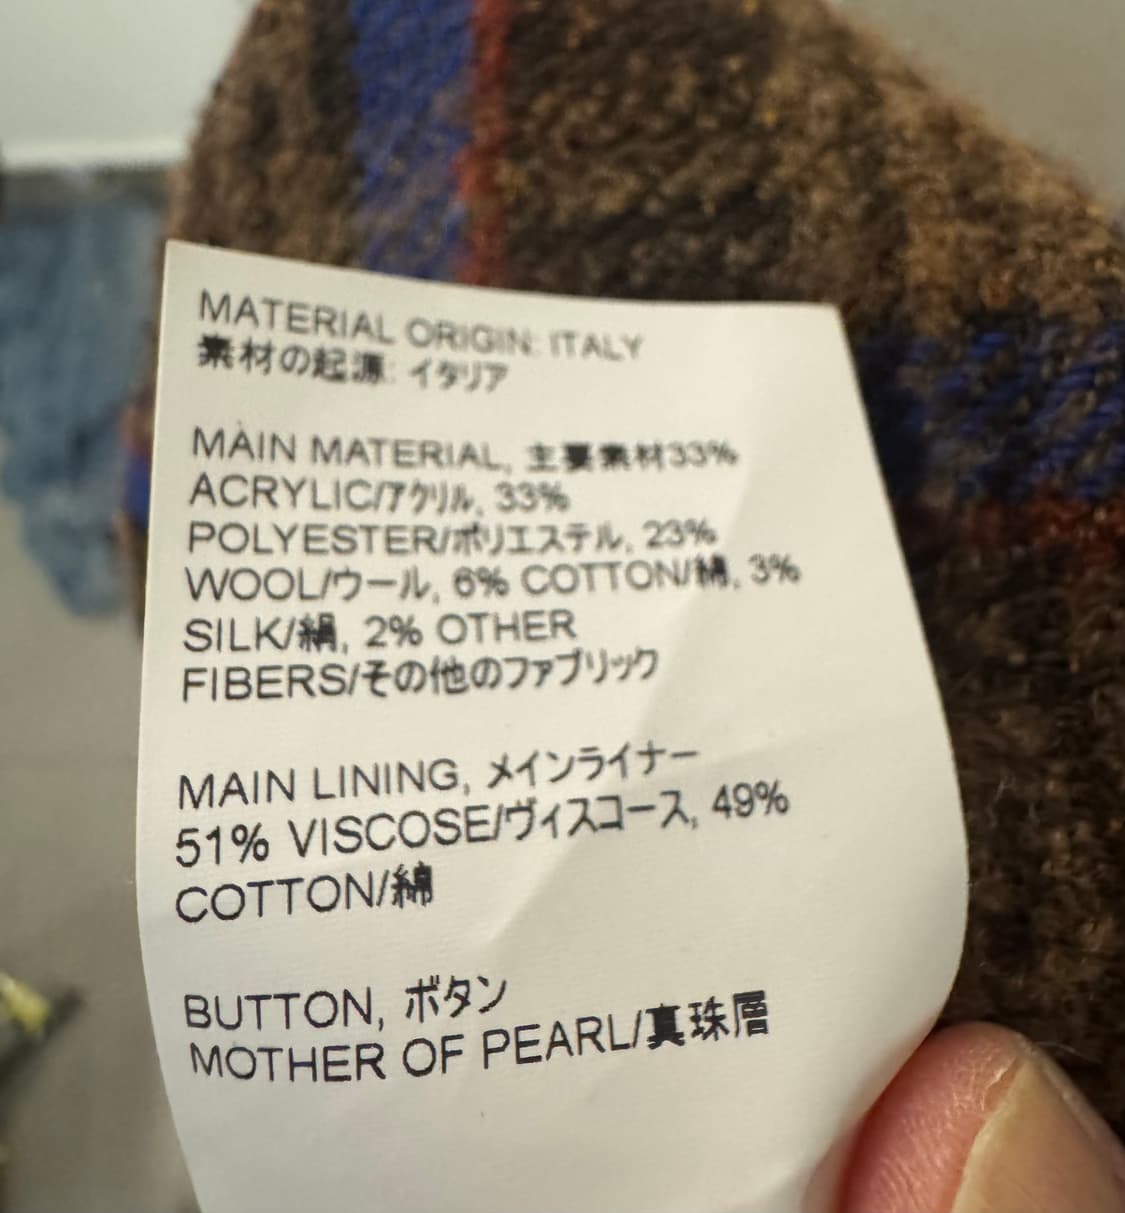 MATERIAL ORIGIN: ITALY
素材の起源: イタリア
MAIN MATERIAL, 主要素材33%
ACRYLIC/アクリル, 33%
POLYESTER/ポリエステル, 23%
WOOL/ウール, 6% COTTON/綿, 3%
SILK/絹, 2% OTHER
FIBERS/その他のファブリック
MAIN LINING, メインライナー
51% VISCOSE/ヴィスコース, 49%
COTTON/綿
BUTTON, ボタン
MOTHER OF PEARL/真珠層